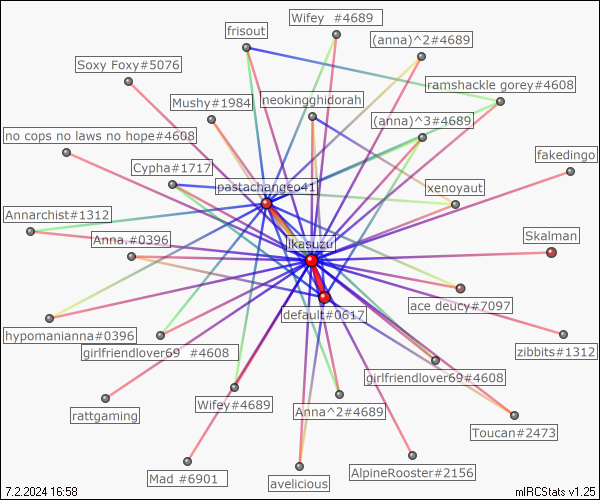 Wifey  #4689
frisout
(anna)^2#4689
Soxy Foxy#5076
ramshackle gorey#4608
Mushy#1984
neokingghidorah
(anna)^3#4689
no cops no laws no hope#4608
fakedingo
Cypha#1717
pastachangeo41
xenoyaut
Annarchist#1312
Anna.#0396
ikasuzu
Skalman
ace deucy#7097
default#0617
hypomanianna#0396
girlfriendlover69  #4608
zibbits#1312
girlfriendlover69#4608
rattgaming
Wifey#4689
Anna^2#4689
Toucan#2473
Mad #6901
avelicious
AlpineRooster#2156
7.2.2024 16:58
mIRCStats v1.25